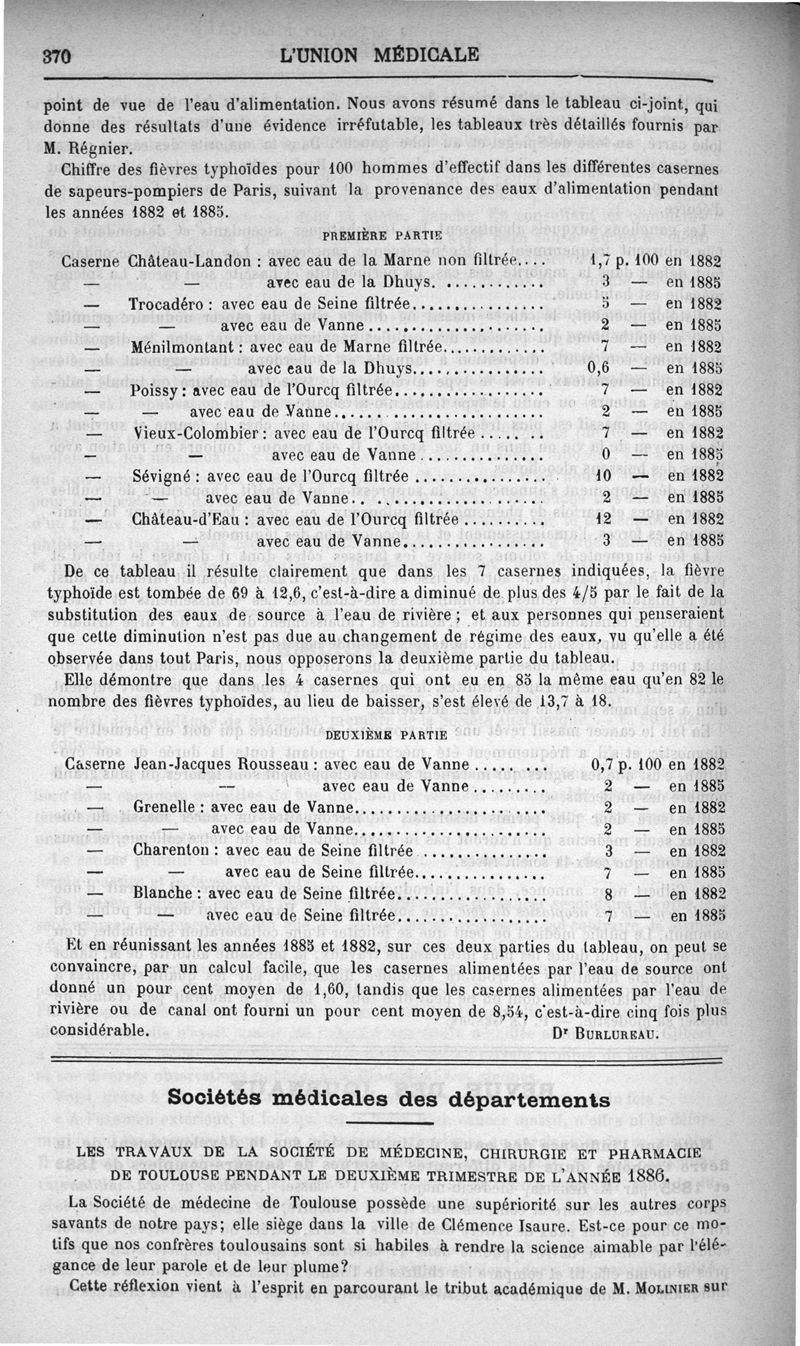 370 L'UNION MÉDICALE
point de vue de l'eau d'alimentation. Nous avons résumé dans le tableau ci-joint, qui
donne des résultats d'une évidence irréfutable, les tableaux très détaillés fournis par
M. Régnier.
Chiffre des fièvres typhoïdes pour 100 hommes d'effectif dans les différentes casernes
de sapeurs-pompiers de Paris, suivant la provenance des eaux d'alimentation pendant
les années 1882 et 1885.
PREMIÈRE PARTIE
Caserne Château-Landon : avec eau de la Marne non filtrée.... 1,7 p. 100 en 1882
— — avec eau de la Dhuys. ............ 3 — en 1885
— Trocadéro : avec eau de Seine filtrée................. 5 — en 1882
— — avec eau de Vanne...................... 2 — en 1885
— Ménilmontant : avec eau de Marne filtrée............. 7 — en 1882
— — avec eau de la Dhuys................ 0,6 — en 1885
— Poissy : avec eau de l'Ourcq filtrée.................. 7 — en 1882
— — avec eau de Vanne......................... 2 — en 1885
— Vieux-Colombier : avec eau de l'Ourcq filtrée ..... .. 7 — en 1882
— — avec eau de Vanne ............... 0 — en 1885
— Sévigné : avec eau de l'Ourcq filtrée ................ 10 — en 1882
— — avec eau de Vanne.. .................... 2 — en 1885
— Château-d'Eau : avec eau de l'Ourcq filtrée .......... 12 — en 1882
— — avec eau de Vanne................. 3 — en 1885
De ce tableau il résulte clairement que dans les 7 casernes indiquées, la fièvre
typhoïde est tombée de 69 à 12,6, c'est-à-dire a diminué de plus des 4/5 par le fait de la
substitution des eaux de source à l'eau de rivière ; et aux personnes qui penseraient
que cette diminution n'est pas due au changement de régime des eaux, vu qu'elle a été
observée dans tout Paris, nous opposerons la deuxième partie du tableau.
Elle démontre que dans les 4 casernes qui ont eu en 85 la même eau qu'en 82 le
nombre des fièvres typhoïdes, au lieu de baisser, s'est élevé de 13,7 à 18.
DEUXIÈME PARTIE
Caserne Jean-Jacques Rousseau : avec eau de Vanne ..... ... 0,7 p. 100 en 1882
— — avec eau de Vanne ......... 2 — en 1885
— Grenelle : avec eau de Vanne....................... 2 — en 1882
— — avec eau de Vanne....................... 2 — en 1885
— Charenton : avec eau de Seine filtrée ............... 3 — en 1882
— — avec eau de Seine filtrée................ 7 — en 1885
— Blanche : avec eau de Seine filtrée.................. 8 — en 1882
— — avec eau de Seine filtrée.................. 7 — en 1885
Et en réunissant les années 1885 et 1882, sur ces deux parties du tableau, on peut se
convaincre, par un calcul facile, que les casernes alimentées par l'eau de source ont
donné un pour cent moyen de 1,60, tandis que les casernes alimentées par l'eau de
rivière ou de canal ont fourni un pour cent moyen de 8,54, c'est-à-dire cinq fois plus
considérable. Dr BURLUREAU.
Sociétés médicales des départements
LES TRAVAUX DE LA SOCIÉTÉ DE MÉDECINE, CHIRURGIE ET PHARMACIE
DE TOULOUSE PENDANT LE DEUXIÈME TRIMESTRE DE L'ANNÉE 1886.
La Société de médecine de Toulouse possède une supériorité sur les autres corps
savants de notre pays; elle siège dans la ville de Clémence Isaure. Est-ce pour ce mo-
tifs que nos confrères toulousains sont si habiles à rendre la science aimable par l'élé-
gance de leur parole et de leur plume?
Cette réflexion vient à l'esprit en parcourant le tribut académique de M. MOLINIER sur